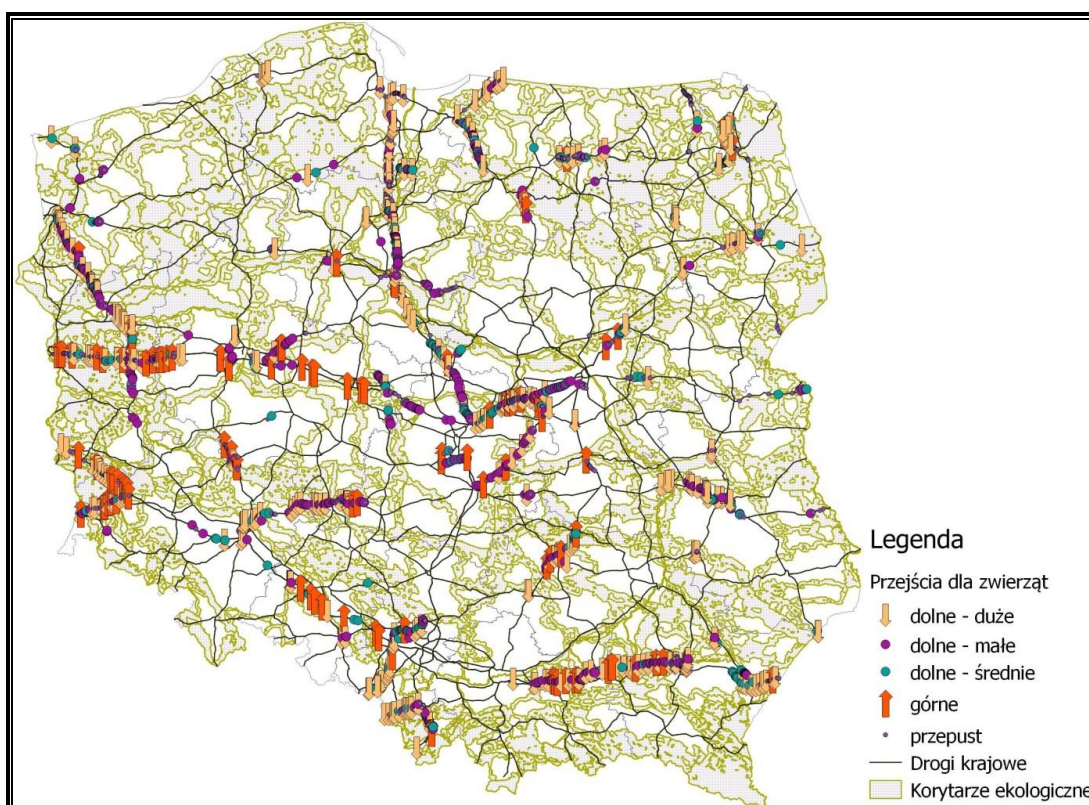 Legenda
Przejścia dla zwierząt
dolne - duże
dolne - małe
dolne - średnie
górne
przepust
Drogi krajowe
Korytarze ekologiczne